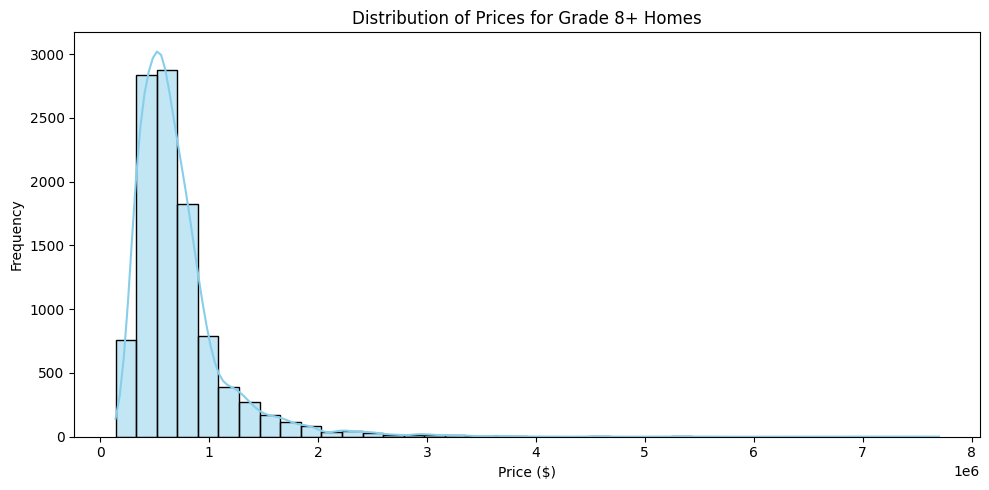 Distribution of Prices for Grade 8+ Homes
3000
2500
2000
1500
1000
500
0
Frequency
0 1 2 3 4 5 6 7 8
1e6
Price ($)